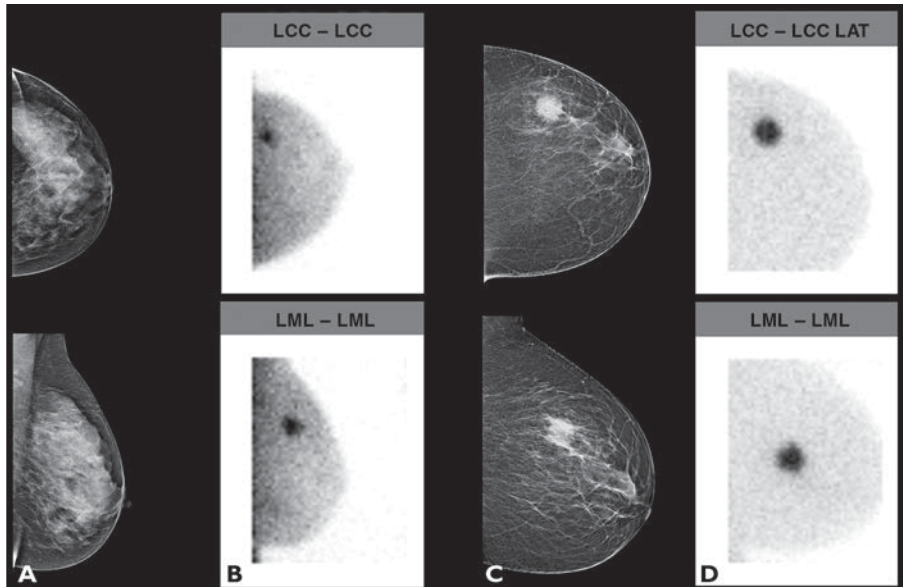 LCC – LCC
LCC – LCC LAT
LML – LML
LML – LML
A
B
C
D